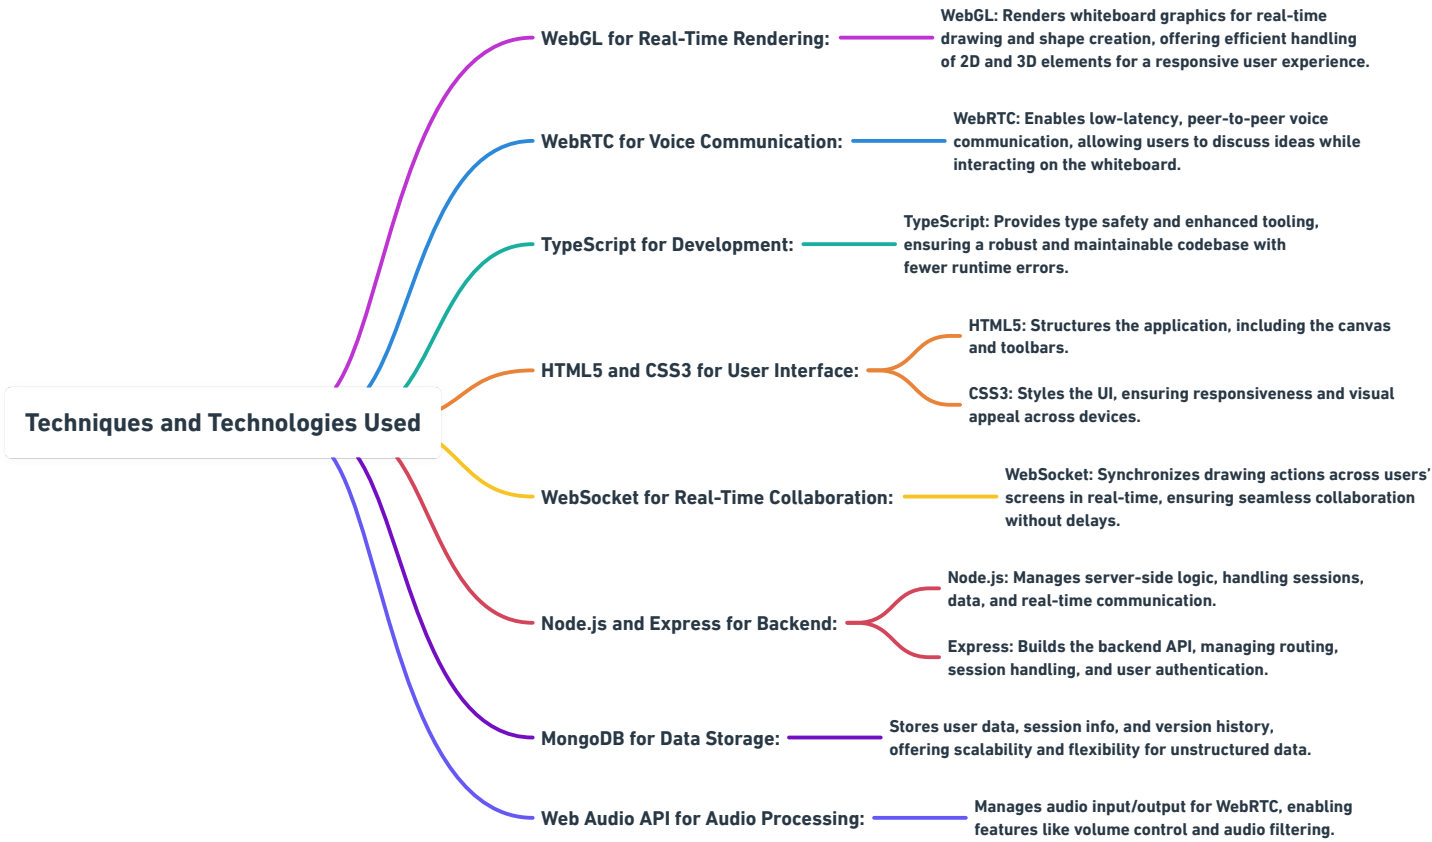 Techniques and Technologies Used
WebGL for Real-Time Rendering:
WebGL: Renders whiteboard graphics for real-time
drawing and shape creation, offering efficient handling
of 2D and 3D elements for a responsive user experience.
WebRTC for Voice Communication:
WebRTC: Enables low-latency, peer-to-peer voice
communication, allowing users to discuss ideas while
interacting on the whiteboard.
TypeScript for Development:
TypeScript: Provides type safety and enhanced tooling,
ensuring a robust and maintainable codebase with
fewer runtime errors.
HTML5 and CSS3 for User Interface:
HTML5: Structures the application, including the canvas
and toolbars.
CSS3: Styles the UI, ensuring responsiveness and visual
appeal across devices.
WebSocket for Real-Time Collaboration:
WebSocket: Synchronizes drawing actions across users’
screens in real-time, ensuring seamless collaboration
without delays.
Node.js and Express for Backend:
Node.js: Manages server-side logic, handling sessions,
data, and real-time communication.
Express: Builds the backend API, managing routing,
session handling, and user authentication.
MongoDB for Data Storage:
Stores user data, session info, and version history,
offering scalability and flexibility for unstructured data.
Web Audio API for Audio Processing:
Manages audio input/output for WebRTC, enabling
features like volume control and audio filtering.